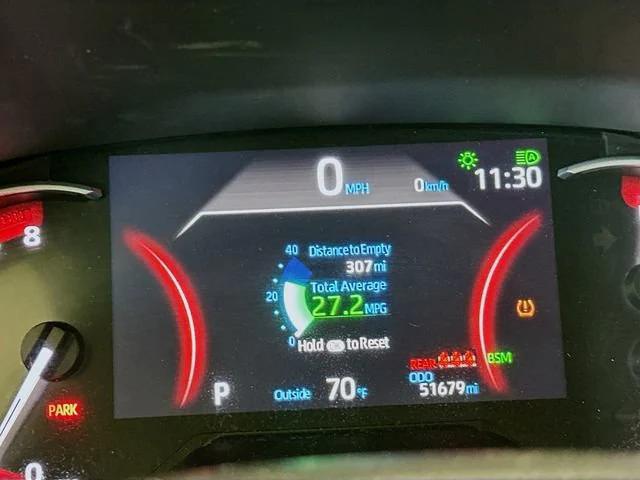 0 MPH 0 km/h
11:30
8
40 Distance to Empty
307 mi
20 Total Average
27.2 MPG
0 Hold OK to Reset
REAR BSM
ODO
P Outside 70 °F 51679 mi
PARK
0